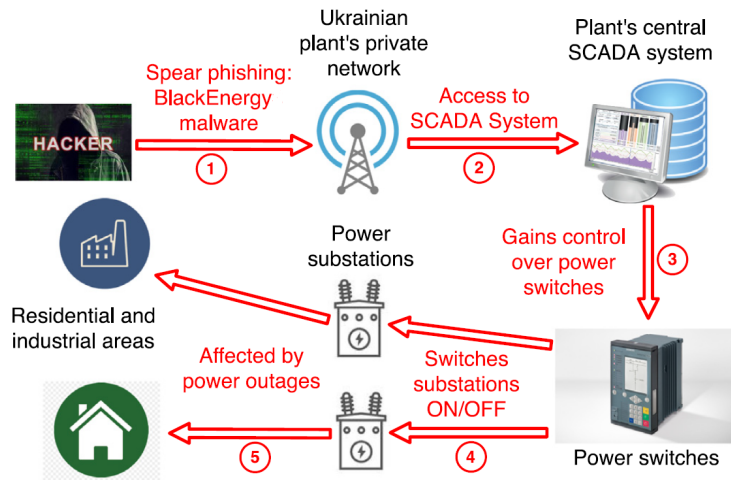 Ukrainian
plant's private
network
Plant's central
SCADA system
Spear phishing:
BlackEnergy
malware
HACKER
1
Access to
SCADA System
2
Gains control
over power
switches
3
Power
substations
Residential and
industrial areas
Affected by
power outages
Switches
substations
ON/OFF
5
4
Power switches